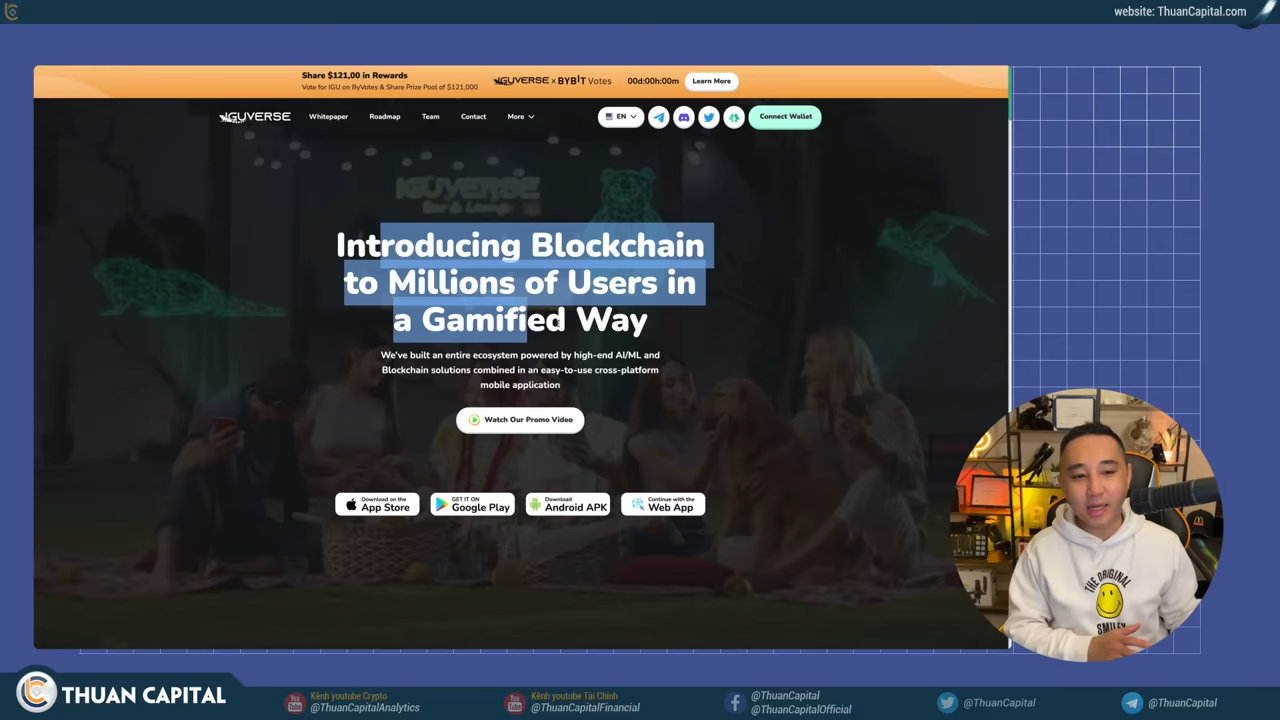 website: ThuanCapital.com
Share $121,00 in Rewards
Vote for IGU on ByVotes & Share Prize Pool of $121,000
IGUVERSE x BYBIT Votes
00d:00h:00m
Learn More
IGUVERSE
Whitepaper
Roadmap
Team
Contact
More
EN
Connect Wallet
IGUVERSE
Bar & Lounge
Introducing Blockchain
to Millions of Users in
a Gamified Way
We've built an entire ecosystem powered by high-end AI/ML and
Blockchain solutions combined in an easy-to-use cross-platform
mobile application
Watch Our Promo Video
Download on the
App Store
GET IT ON
Google Play
Download
Android APK
Continue with the
Web App
THE ORIGINAL
SMILEY
THUAN CAPITAL
Kênh youtube Crypto
@ThuanCapitalAnalytics
Kênh youtube Tài Chính
@ThuanCapitalFinancial
@ThuanCapital
@ThuanCapitalOfficial
@ThuanCapital
@ThuanCapital